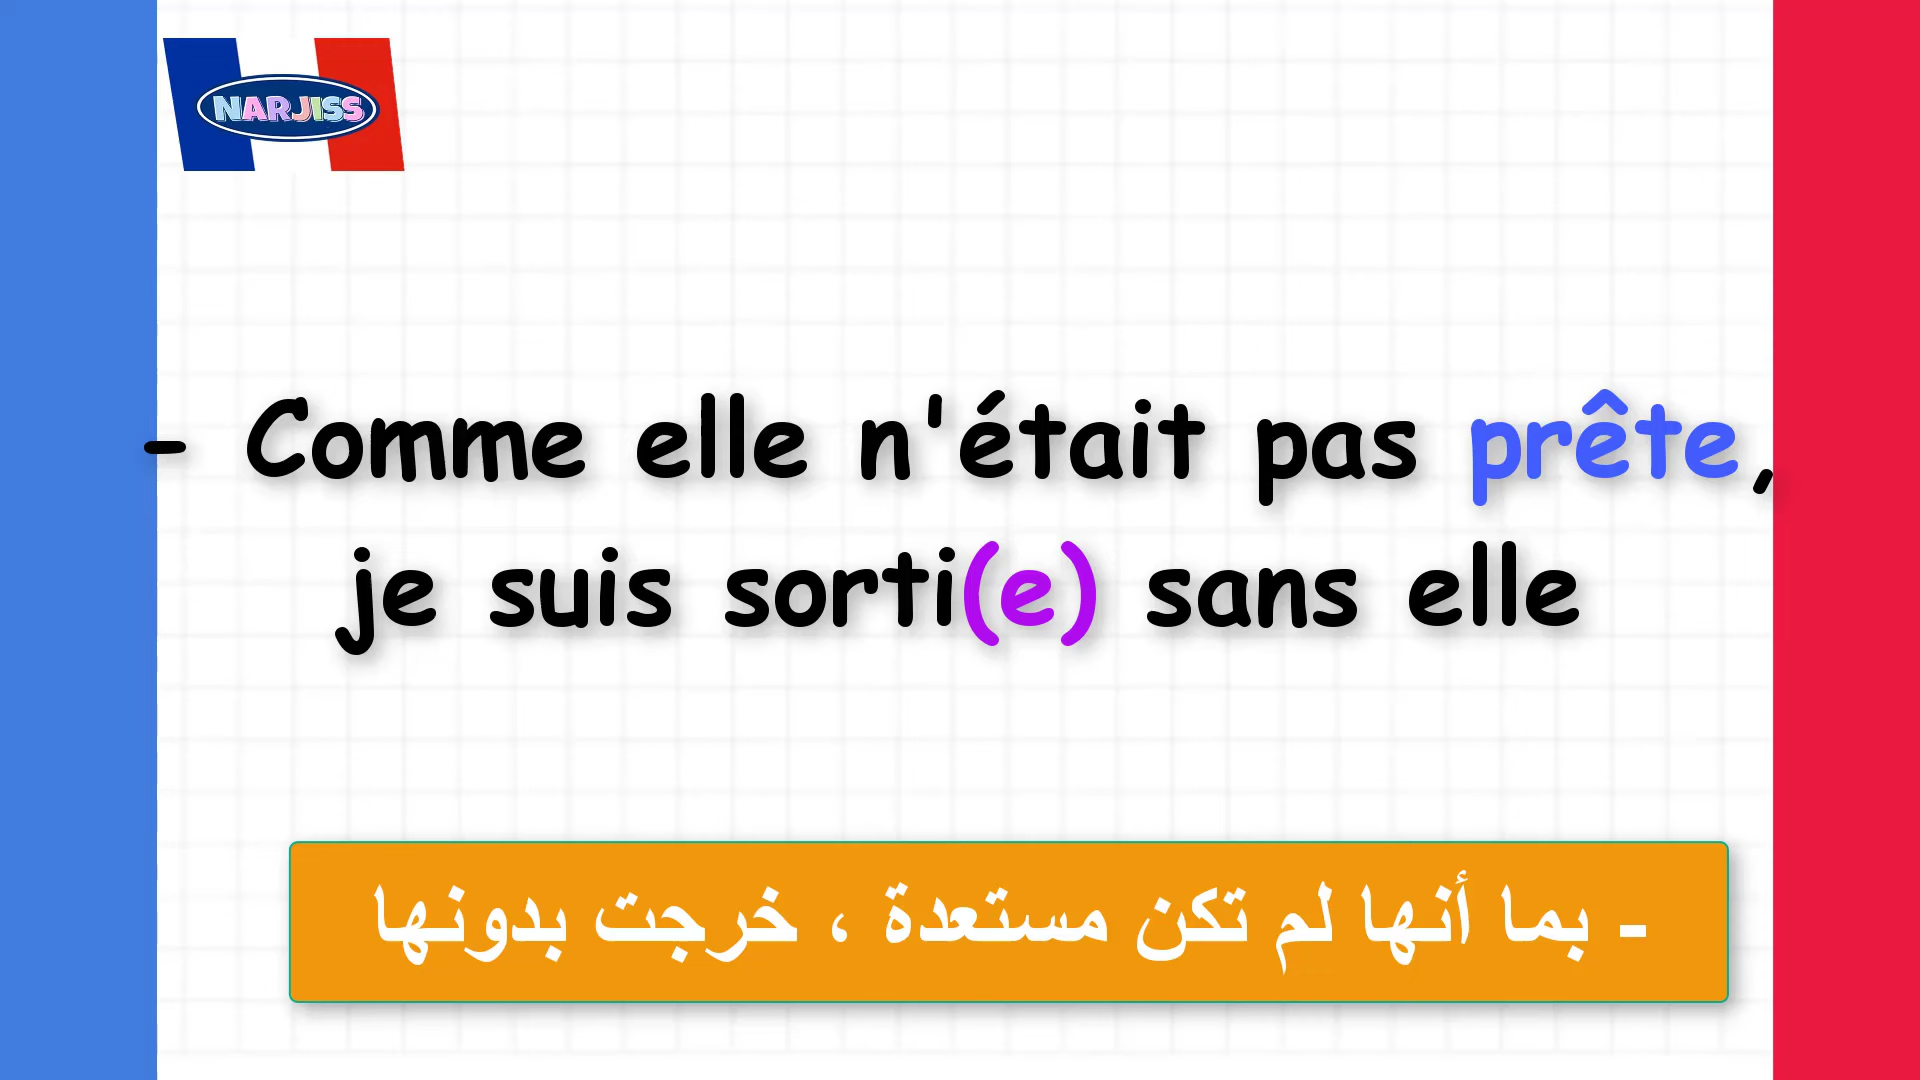 NARJISS
- Comme elle n'était pas prête,
je suis sorti(e) sans elle
- بما أنها لم تكن مستعدة ، خرجت بدونها